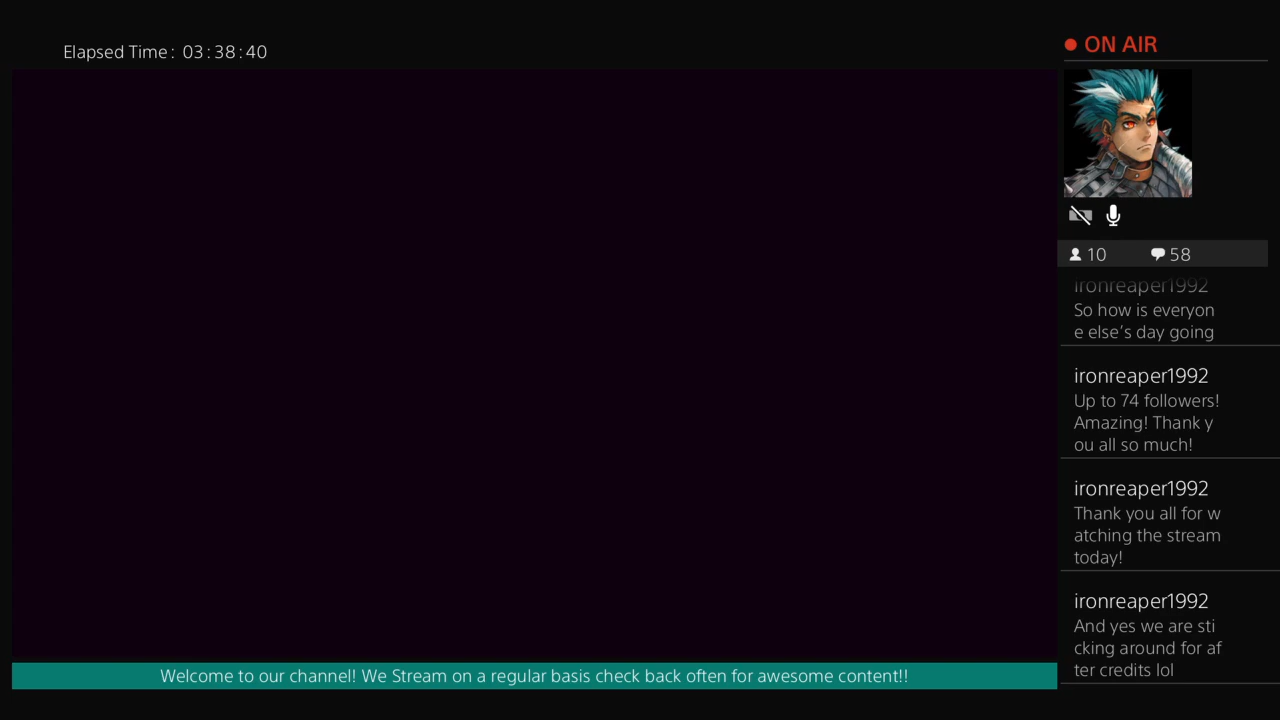 Elapsed Time: 03:38:40
ON AIR
10 58
ironreaper1992
So how is everyon
e else's day going
ironreaper1992
Up to 74 followers!
Amazing! Thank y
ou all so much!
ironreaper1992
Thank you all for w
atching the stream
today!
ironreaper1992
And yes we are sti
cking around for af
ter credits lol
Welcome to our channel! We Stream on a regular basis check back often for awesome content!!